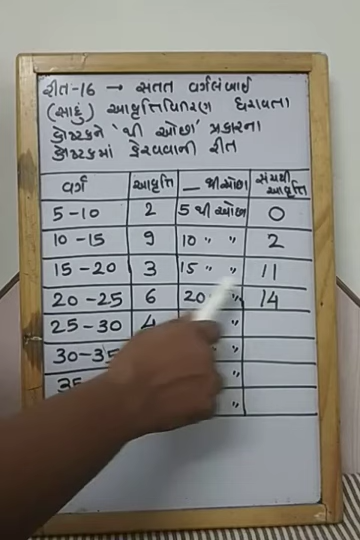 રીત-16 → સતત વર્ગલંબાઈ
(સાદું) આવૃત્તિવિતરણ ધરાવતા
કોષ્ટકને 'થી ઓછા' પ્રકારના
કોષ્ટકમાં ફેરવવાની રીત
વર્ગ આવૃત્તિ — થી ઓછા સંચયી આવૃત્તિ
5-10 2 5 થી ઓછા 0
10-15 9 10 " " 2
15-20 3 15 " " 11
20-25 6 20 " 14
25-30 4 "
30-35 "
35 "